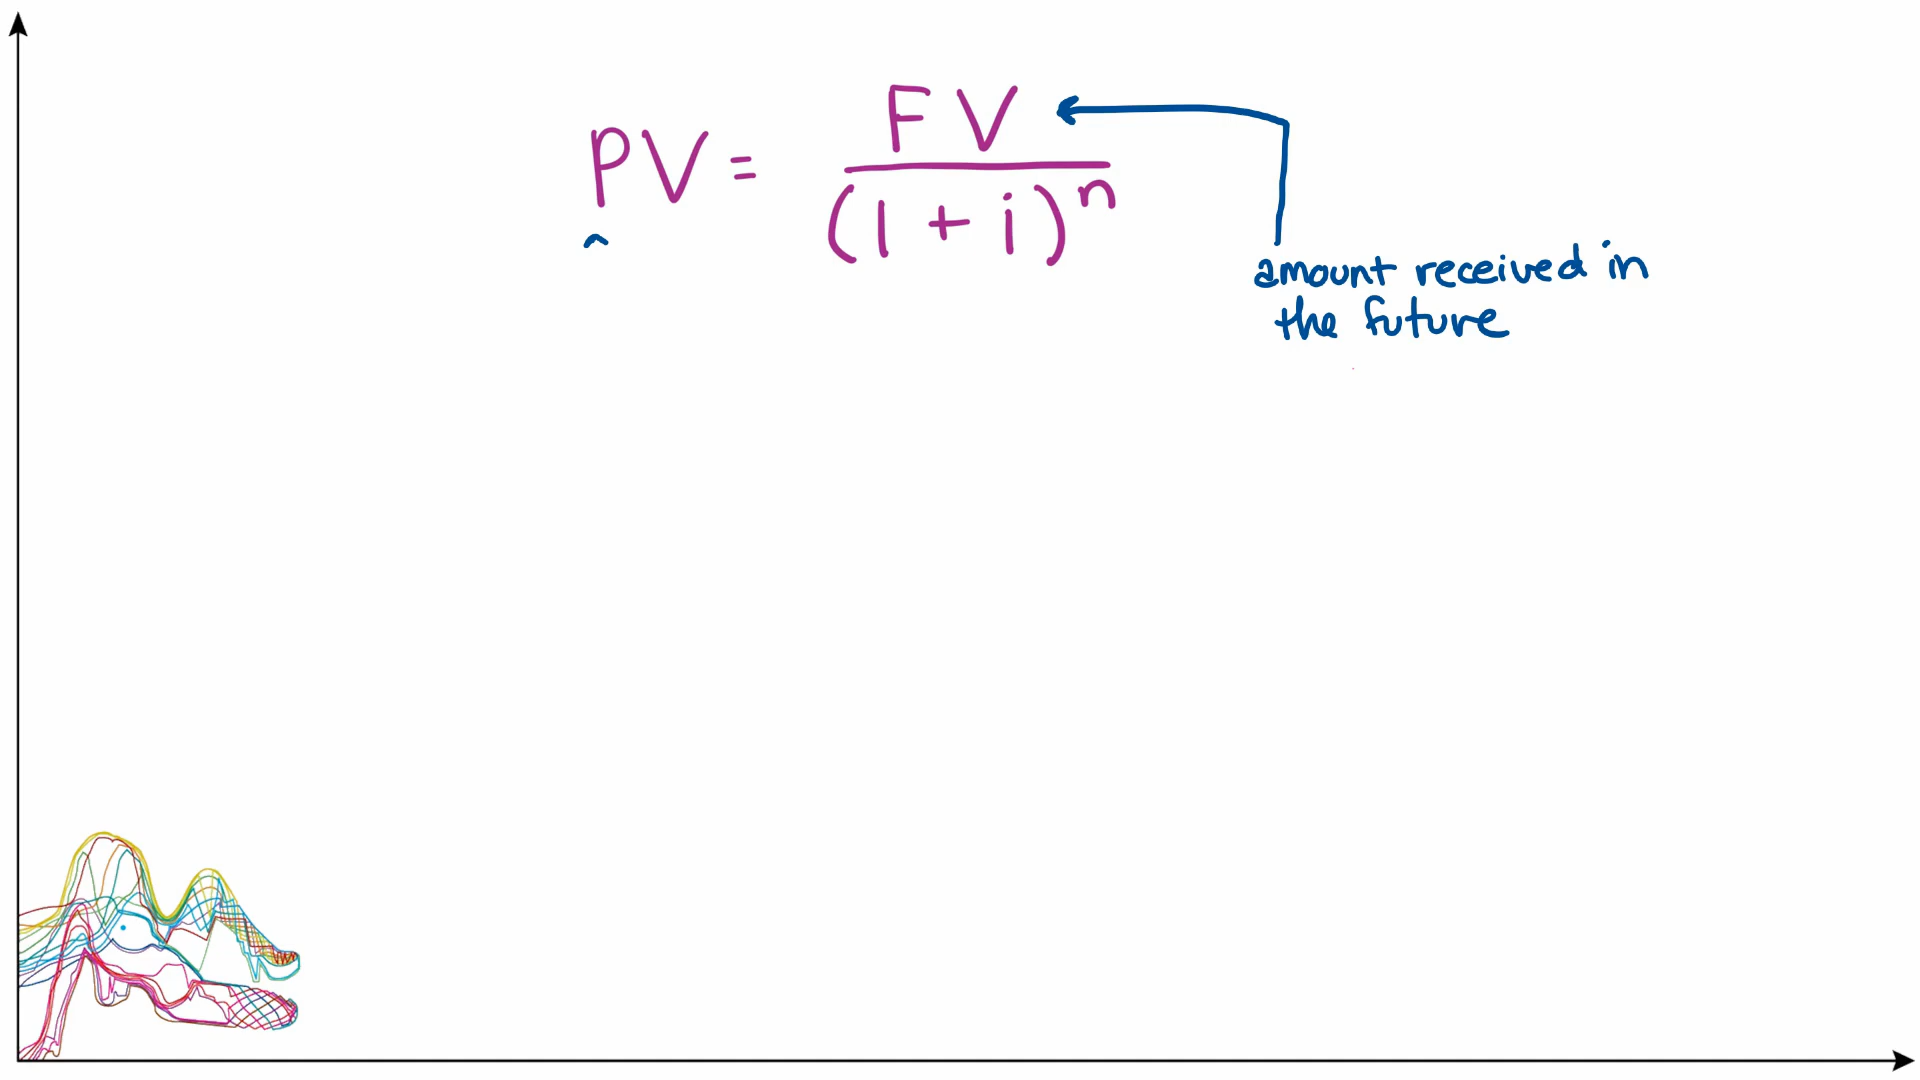 PV = FV / (1 + i)^n
amount received in
the future